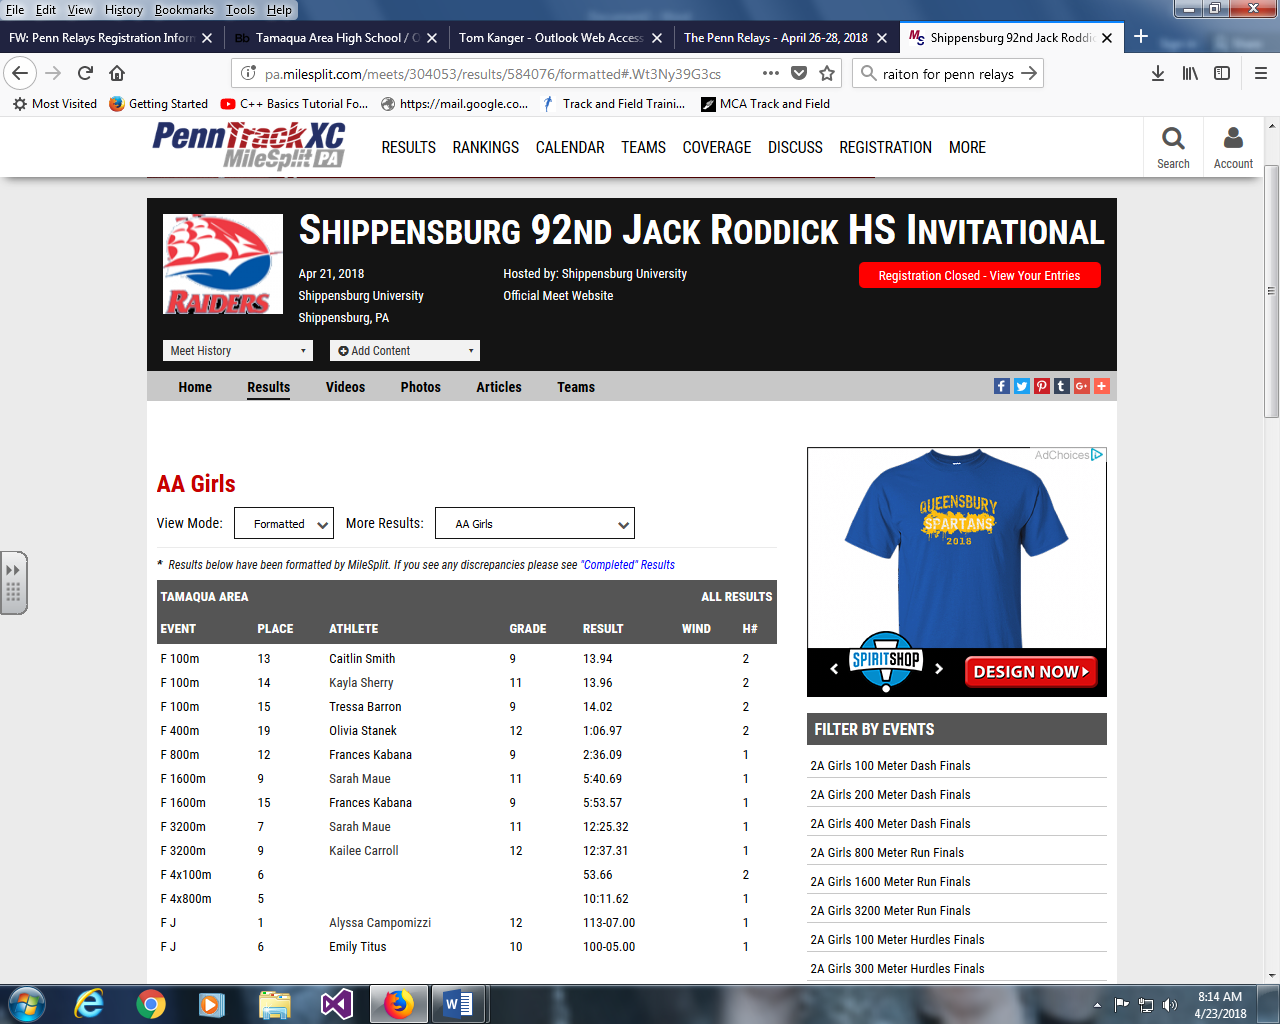 File Edit View History Bookmarks Tools Help
FW: Penn Relays Registration Inform
Bb Tamaqua Area High School / O
Tom Kanger - Outlook Web Access
The Penn Relays - April 26-28, 2018
MS Shippensburg 92nd Jack Roddic
pa.milesplit.com/meets/304053/results/584076/formatted#.Wt3Ny39G3cs
raiton for penn relays
Most Visited Getting Started C++ Basics Tutorial Fo... https://mail.google.co... Track and Field Traini... MCA Track and Field
PennTrackXC
MileSplit PA
RESULTS RANKINGS CALENDAR TEAMS COVERAGE DISCUSS REGISTRATION MORE
Search Account
SHIPPENSBURG 92ND JACK RODDICK HS INVITATIONAL
RAIDERS
Apr 21, 2018 Hosted by: Shippensburg University Registration Closed - View Your Entries
Shippensburg University Official Meet Website
Shippensburg, PA
Meet History Add Content
Home Results Videos Photos Articles Teams
AA Girls
View Mode: Formatted More Results: AA Girls
* Results below have been formatted by MileSplit. If you see any discrepancies please see "Completed" Results
TAMAQUA AREA ALL RESULTS
EVENT PLACE ATHLETE GRADE RESULT WIND H#
F 100m 13 Caitlin Smith 9 13.94 2
F 100m 14 Kayla Sherry 11 13.96 2
F 100m 15 Tressa Barron 9 14.02 2
F 400m 19 Olivia Stanek 12 1:06.97 2
F 800m 12 Frances Kabana 9 2:36.09 1
F 1600m 9 Sarah Maue 11 5:40.69 1
F 1600m 15 Frances Kabana 9 5:53.57 1
F 3200m 7 Sarah Maue 11 12:25.32 1
F 3200m 9 Kailee Carroll 12 12:37.31 1
F 4x100m 6 53.66 2
F 4x800m 5 10:11.62 1
F J 1 Alyssa Campomizzi 12 113-07.00 1
F J 6 Emily Titus 10 100-05.00 1
AdChoices
QUEENSBURY
SPARTANS
2018
SPIRITSHOP
DESIGN NOW
FILTER BY EVENTS
2A Girls 100 Meter Dash Finals
2A Girls 200 Meter Dash Finals
2A Girls 400 Meter Dash Finals
2A Girls 800 Meter Run Finals
2A Girls 1600 Meter Run Finals
2A Girls 3200 Meter Run Finals
2A Girls 100 Meter Hurdles Finals
2A Girls 300 Meter Hurdles Finals
8:14 AM
4/23/2018